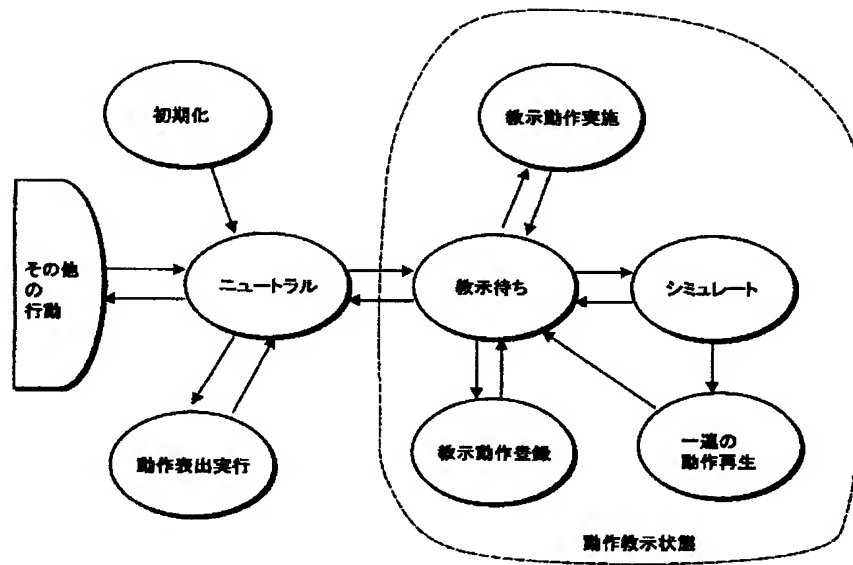 初期化
教示動作実施
その他
の
行動
ニュートラル
教示待ち
シミュレート
動作表出実行
教示動作登録
一連の
動作再生
動作教示状態